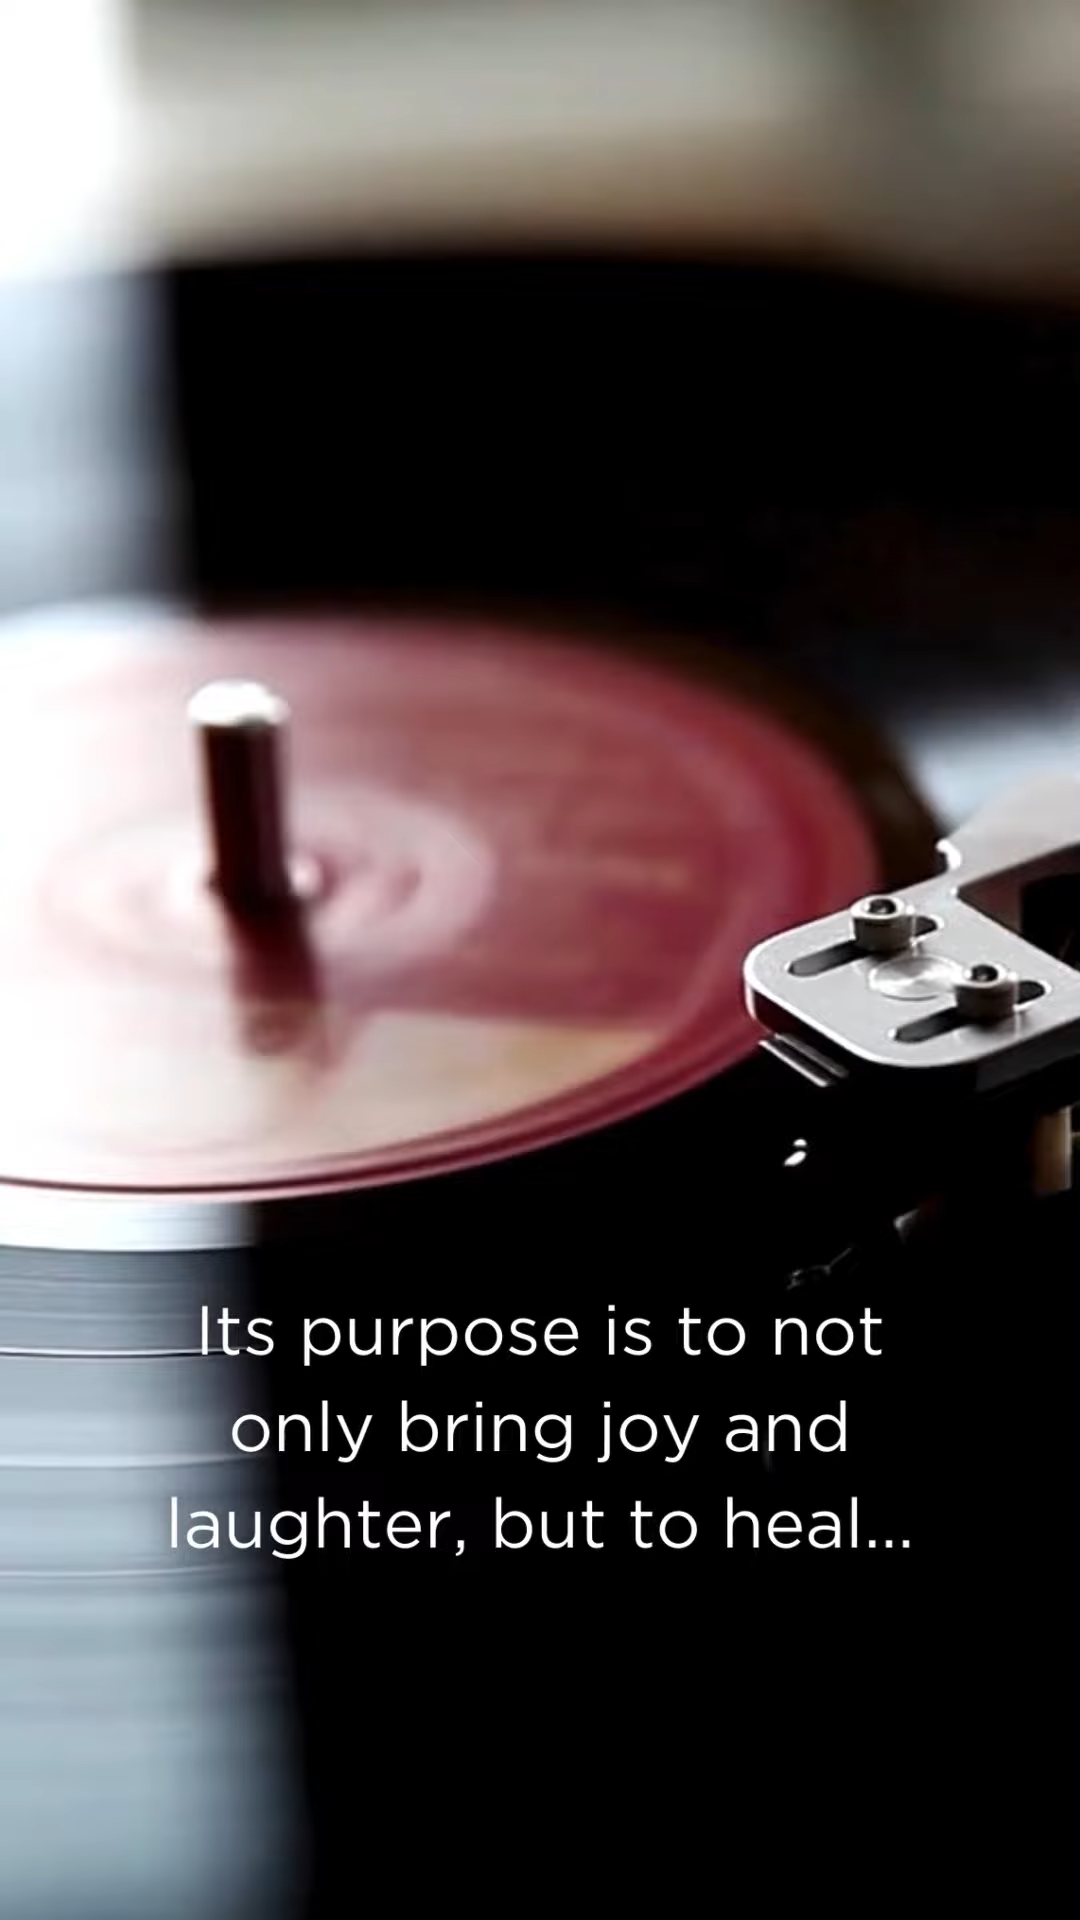 Its purpose is to not
only bring joy and
laughter, but to heal...